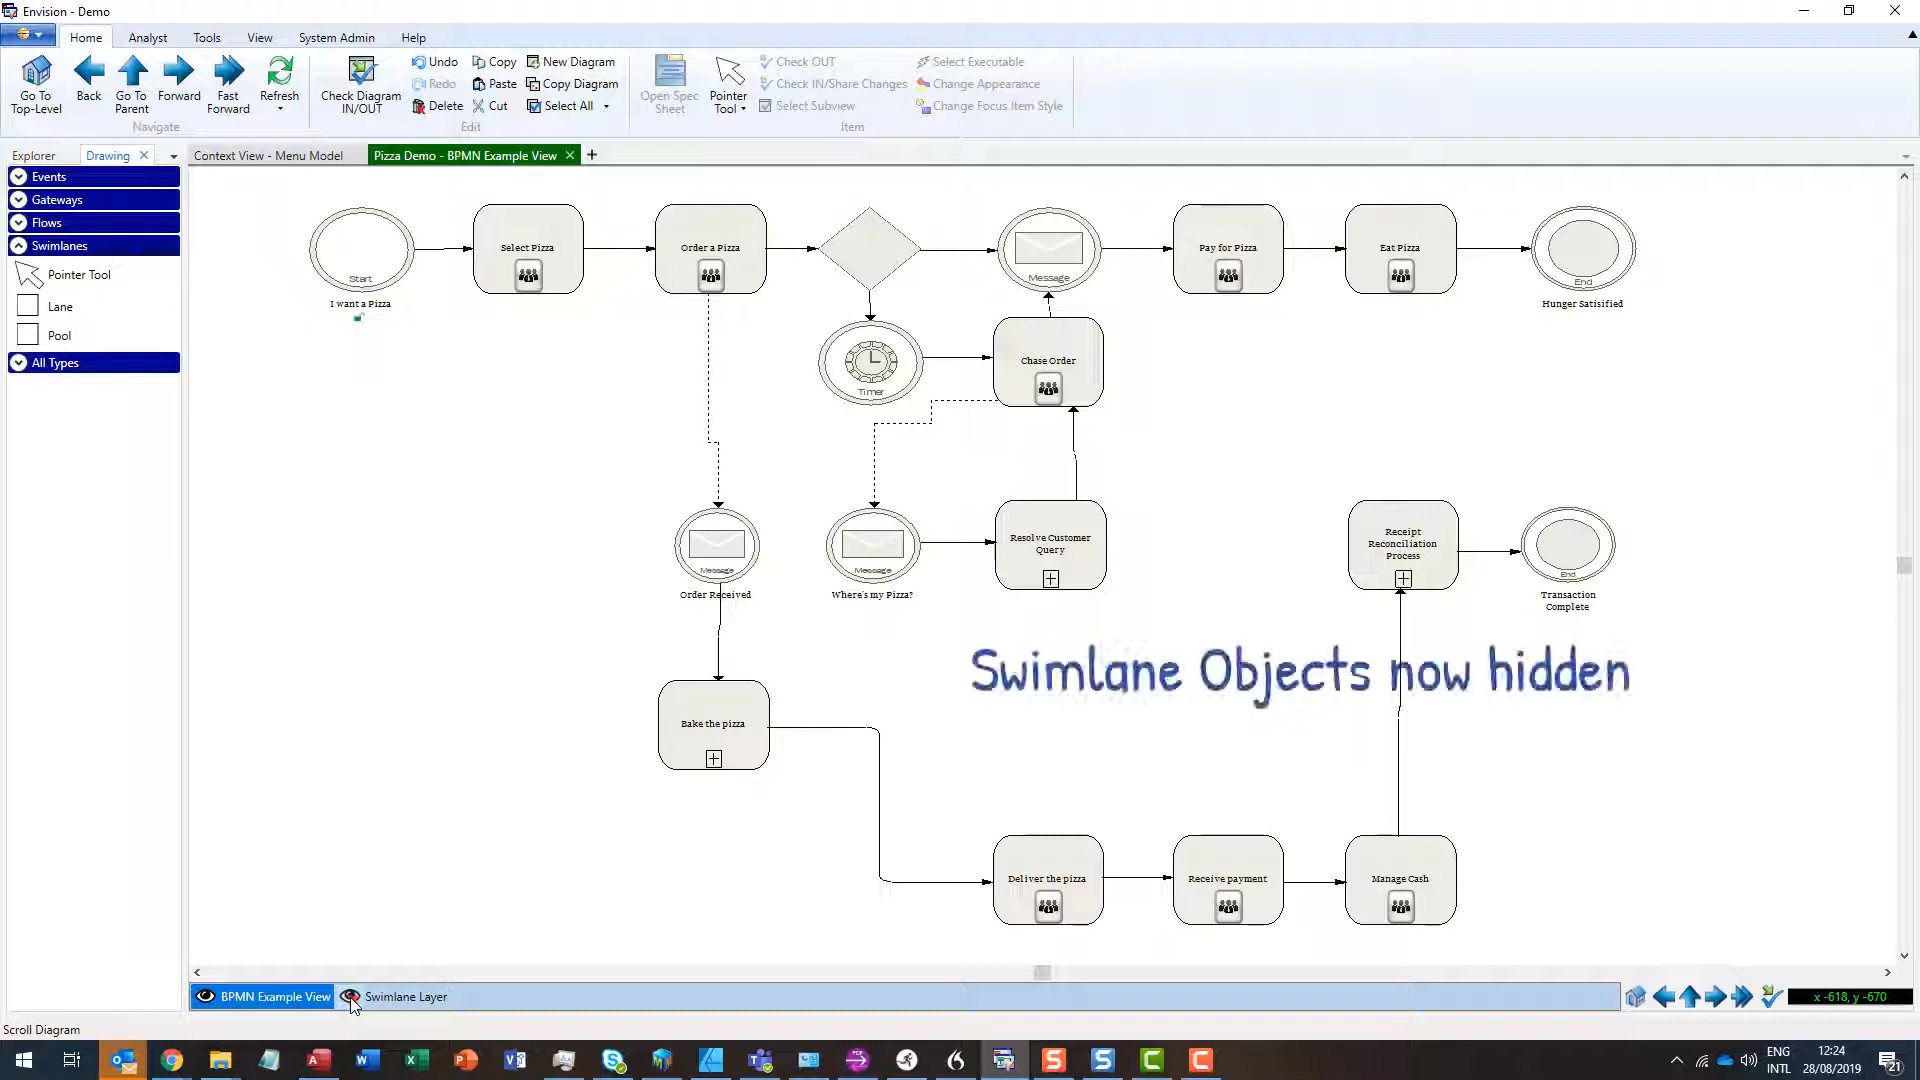 Envision - Demo
Home Analyst Tools View System Admin Help
Go To Top-Level
Back
Go To Parent
Forward
Fast Forward
Refresh
Navigate
Check Diagram IN/OUT
Undo Copy New Diagram
Redo Paste Copy Diagram
Delete Cut Select All
Edit
Open Spec Sheet
Pointer Tool
Check OUT
Check IN/Share Changes
Select Subview
Select Executable
Change Appearance
Change Focus Item Style
Item
Explorer Drawing
Context View - Menu Model Pizza Demo - BPMN Example View
Events
Gateways
Flows
Swimlanes
Pointer Tool
Lane
Pool
All Types
Start
I want a Pizza
Select Pizza
Order a Pizza
Message
Pay for Pizza
Eat Pizza
End
Hunger Satisified
Timer
Chase Order
Message
Order Received
Message
Where's my Pizza?
Resolve Customer
Query
Receipt
Reconciliation
Process
End
Transaction
Complete
Swimlane Objects now hidden
Bake the pizza
Deliver the pizza
Receive payment
Manage Cash
BPMN Example View Swimlane Layer
x -618, y -670
Scroll Diagram
ENG
INTL
12:24
28/08/2019
21